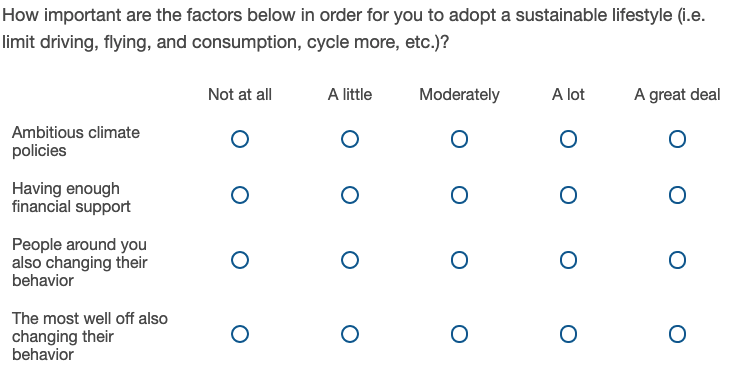 How important are the factors below in order for you to adopt a sustainable lifestyle (i.e.
limit driving, flying, and consumption, cycle more, etc.)?
Not at all A little Moderately A lot A great deal
Ambitious climate
policies
Having enough
financial support
People around you
also changing their
behavior
The most well off also
changing their
behavior